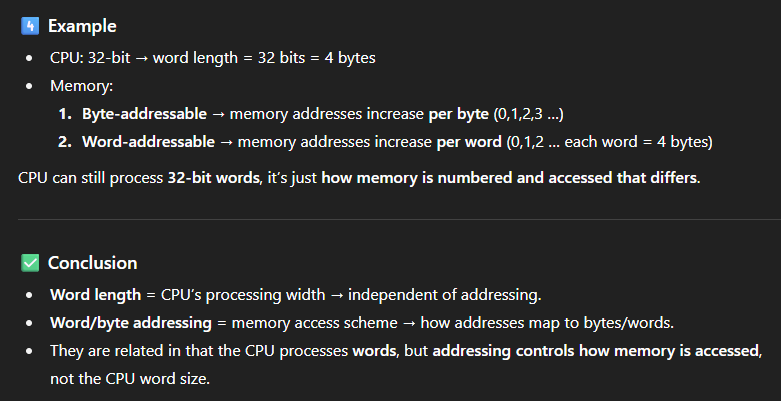 4️⃣ Example
• CPU: 32-bit → word length = 32 bits = 4 bytes
• Memory:
1. Byte-addressable → memory addresses increase per byte (0,1,2,3 ...)
2. Word-addressable → memory addresses increase per word (0,1,2 ... each word = 4 bytes)
CPU can still process 32-bit words, it’s just how memory is numbered and accessed that differs.
✅ Conclusion
• Word length = CPU’s processing width → independent of addressing.
• Word/byte addressing = memory access scheme → how addresses map to bytes/words.
• They are related in that the CPU processes words, but addressing controls how memory is accessed,
not the CPU word size.